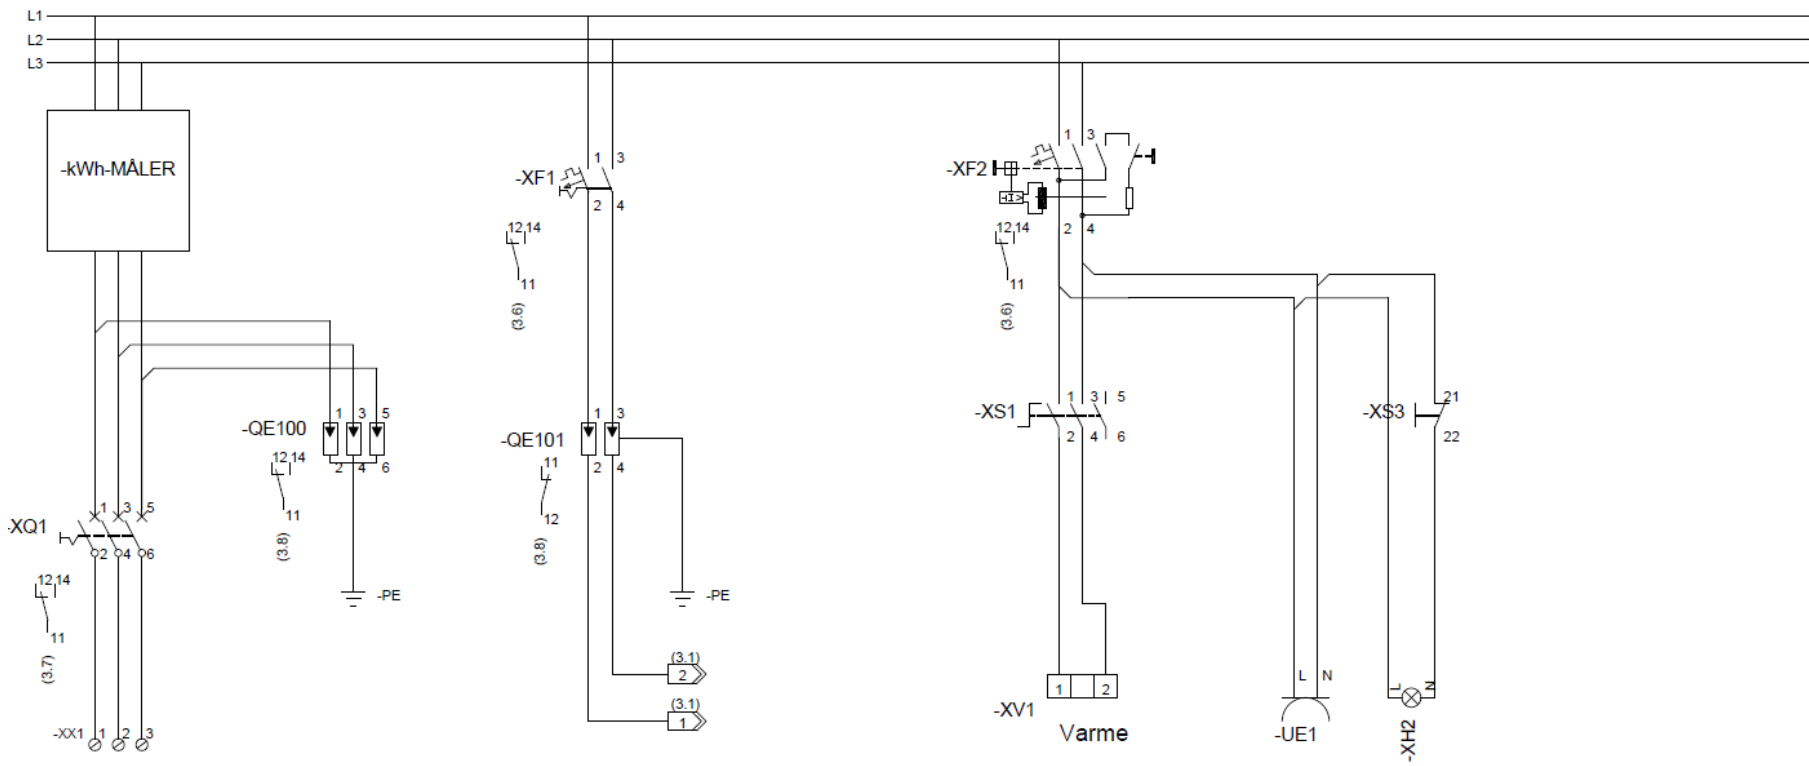 L1
L2
L3
-kWh-MÅLER
1 3
-XF1
2 4
12 14
11
(3.6)
1 3
-XF2
2 4
12 14
11
(3.6)
1 3 5
-QE100
2 4 6
12 14
11
(3.8)
-PE
1 3
-QE101
2 4
11
12
(3.8)
-PE
(3.1)
2
(3.1)
1
1 3 5
-XS1
2 4 6
21
-XS3
22
1 3 5
-XQ1
2 4 6
12 14
11
(3.7)
-XX1 1 2 3
1 2
-XV1
Varme
L N
-UE1
L N
-XH2